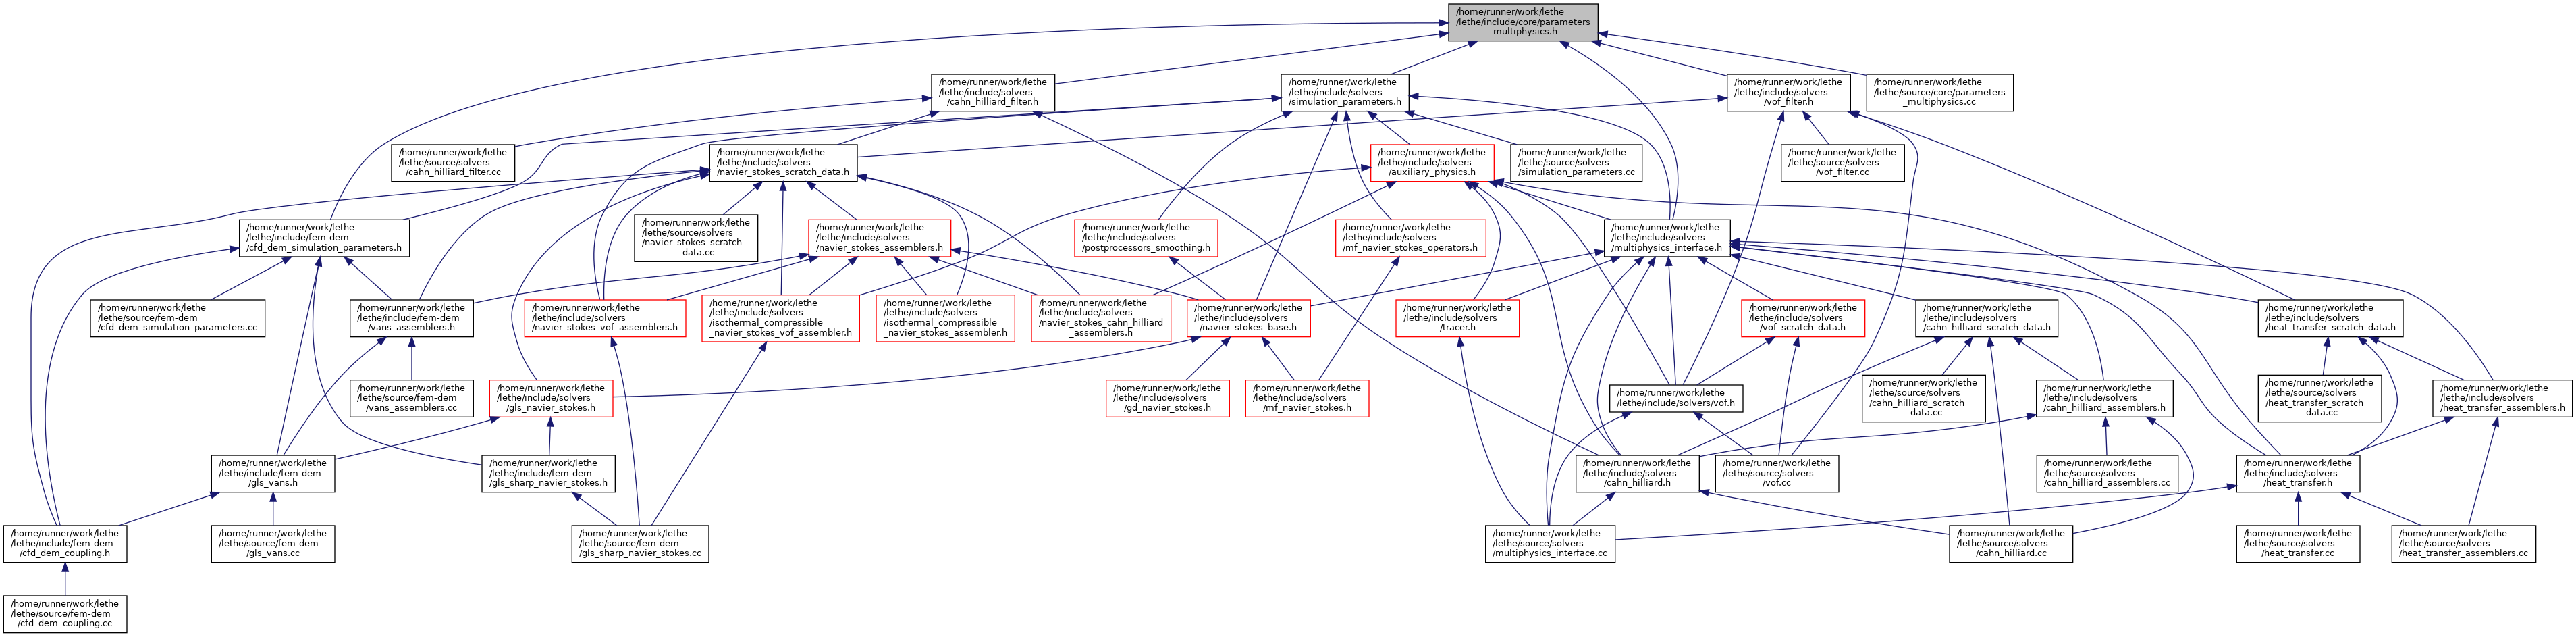 /home/runner/work/lethe
/lethe/include/core/parameters
_multiphysics.h
/home/runner/work/lethe
/lethe/include/solvers
/cahn_hilliard_filter.h
/home/runner/work/lethe
/lethe/include/solvers
/simulation_parameters.h
/home/runner/work/lethe
/lethe/include/solvers
/vof_filter.h
/home/runner/work/lethe
/lethe/source/core/parameters
_multiphysics.cc
/home/runner/work/lethe
/lethe/source/solvers
/cahn_hilliard_filter.cc
/home/runner/work/lethe
/lethe/include/solvers
/navier_stokes_scratch_data.h
/home/runner/work/lethe
/lethe/include/solvers
/auxiliary_physics.h
/home/runner/work/lethe
/lethe/source/solvers
/simulation_parameters.cc
/home/runner/work/lethe
/lethe/source/solvers
/vof_filter.cc
/home/runner/work/lethe
/lethe/include/fem-dem
/cfd_dem_simulation_parameters.h
/home/runner/work/lethe
/lethe/source/solvers
/navier_stokes_scratch
_data.cc
/home/runner/work/lethe
/lethe/include/solvers
/navier_stokes_assemblers.h
/home/runner/work/lethe
/lethe/include/solvers
/postprocessors_smoothing.h
/home/runner/work/lethe
/lethe/include/solvers
/mf_navier_stokes_operators.h
/home/runner/work/lethe
/lethe/include/solvers
/multiphysics_interface.h
/home/runner/work/lethe
/lethe/source/fem-dem
/cfd_dem_simulation_parameters.cc
/home/runner/work/lethe
/lethe/include/fem-dem
/vans_assemblers.h
/home/runner/work/lethe
/lethe/include/solvers
/navier_stokes_vof_assemblers.h
/home/runner/work/lethe
/lethe/include/solvers
/isothermal_compressible
_navier_stokes_vof_assembler.h
/home/runner/work/lethe
/lethe/include/solvers
/isothermal_compressible
_navier_stokes_assembler.h
/home/runner/work/lethe
/lethe/include/solvers
/navier_stokes_cahn_hilliard
_assemblers.h
/home/runner/work/lethe
/lethe/include/solvers
/navier_stokes_base.h
/home/runner/work/lethe
/lethe/include/solvers
/tracer.h
/home/runner/work/lethe
/lethe/include/solvers
/vof_scratch_data.h
/home/runner/work/lethe
/lethe/include/solvers
/cahn_hilliard_scratch_data.h
/home/runner/work/lethe
/lethe/include/solvers
/heat_transfer_scratch_data.h
/home/runner/work/lethe
/lethe/source/fem-dem
/vans_assemblers.cc
/home/runner/work/lethe
/lethe/include/solvers
/gls_navier_stokes.h
/home/runner/work/lethe
/lethe/include/solvers
/gd_navier_stokes.h
/home/runner/work/lethe
/lethe/include/solvers
/mf_navier_stokes.h
/home/runner/work/lethe
/lethe/include/solvers/vof.h
/home/runner/work/lethe
/lethe/source/solvers
/cahn_hilliard_scratch
_data.cc
/home/runner/work/lethe
/lethe/include/solvers
/cahn_hilliard_assemblers.h
/home/runner/work/lethe
/lethe/source/solvers
/heat_transfer_scratch
_data.cc
/home/runner/work/lethe
/lethe/include/solvers
/heat_transfer_assemblers.h
/home/runner/work/lethe
/lethe/include/fem-dem
/gls_vans.h
/home/runner/work/lethe
/lethe/include/fem-dem
/gls_sharp_navier_stokes.h
/home/runner/work/lethe
/lethe/include/solvers
/cahn_hilliard.h
/home/runner/work/lethe
/lethe/source/solvers
/vof.cc
/home/runner/work/lethe
/lethe/source/solvers
/cahn_hilliard_assemblers.cc
/home/runner/work/lethe
/lethe/include/solvers
/heat_transfer.h
/home/runner/work/lethe
/lethe/include/fem-dem
/cfd_dem_coupling.h
/home/runner/work/lethe
/lethe/source/fem-dem
/gls_vans.cc
/home/runner/work/lethe
/lethe/source/fem-dem
/gls_sharp_navier_stokes.cc
/home/runner/work/lethe
/lethe/source/solvers
/multiphysics_interface.cc
/home/runner/work/lethe
/lethe/source/solvers
/cahn_hilliard.cc
/home/runner/work/lethe
/lethe/source/solvers
/heat_transfer.cc
/home/runner/work/lethe
/lethe/source/solvers
/heat_transfer_assemblers.cc
/home/runner/work/lethe
/lethe/source/fem-dem
/cfd_dem_coupling.cc